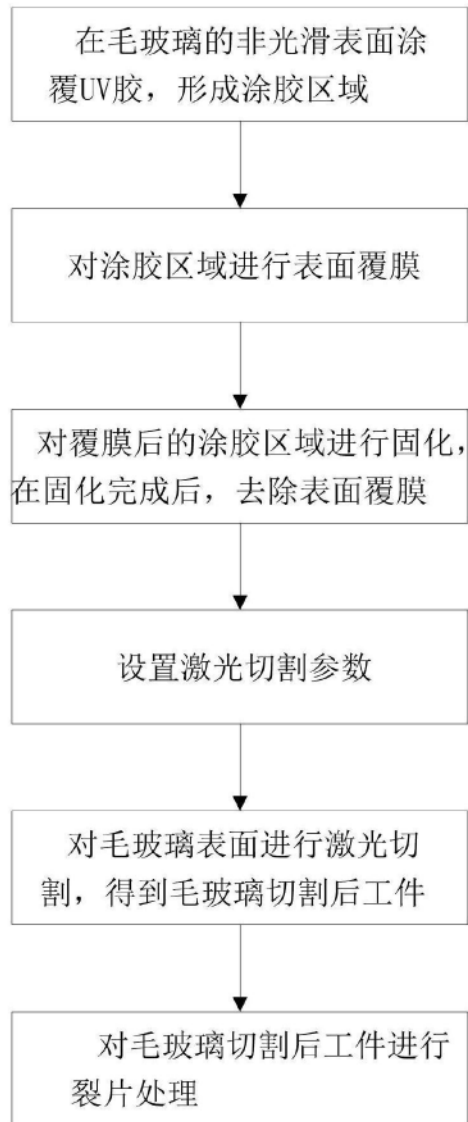 在毛玻璃的非光滑表面涂
覆UV胶，形成涂胶区域
对涂胶区域进行表面覆膜
对覆膜后的涂胶区域进行固化，
在固化完成后，去除表面覆膜
设置激光切割参数
对毛玻璃表面进行激光切
割，得到毛玻璃切割后工件
对毛玻璃切割后工件进行
裂片处理